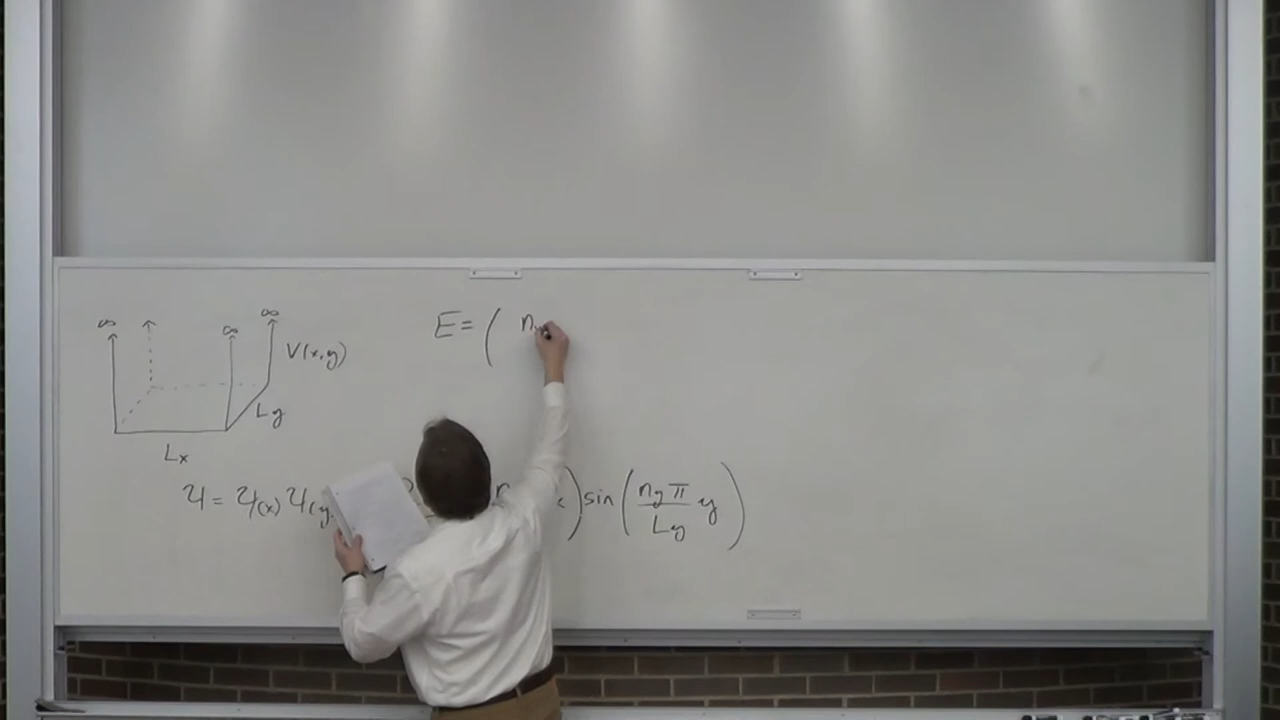 ∞ ∞ ∞
E = ( n
V(x,y)
Ly
Lx
Ψ = Ψ(x) Ψ(y ) sin( nyπ / Ly y )